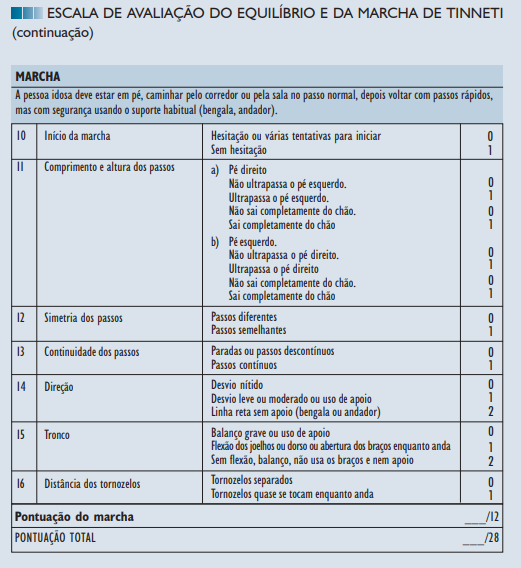 ESCALA DE AVALIAÇÃO DO EQUILÍBRIO E DA MARCHA DE TINNETI
(continuação)
MARCHA
A pessoa idosa deve estar em pé, caminhar pelo corredor ou pela sala no passo normal, depois voltar com passos rápidos,
mas com segurança usando o suporte habitual (bengala, andador).
10 Início da marcha Hesitação ou várias tentativas para iniciar 0
Sem hesitação 1
11 Comprimento e altura dos passos a) Pé direito
Não ultrapassa o pé esquerdo. 0
Ultrapassa o pé esquerdo. 1
Não sai completamente do chão. 0
Sai completamente do chão 1
b) Pé esquerdo.
Não ultrapassa o pé direito. 0
Ultrapassa o pé direito 1
Não sai completamente do chão. 0
Sai completamente do chão 1
12 Simetria dos passos Passos diferentes 0
Passos semelhantes 1
13 Continuidade dos passos Paradas ou passos descontínuos 0
Passos contínuos 1
14 Direção Desvio nítido 0
Desvio leve ou moderado ou uso de apoio 1
Linha reta sem apoio (bengala ou andador) 2
15 Tronco Balanço grave ou uso de apoio 0
Flexão dos joelhos ou dorso ou abertura dos braços enquanto anda 1
Sem flexão, balanço, não usa os braços e nem apoio 2
16 Distância dos tornozelos Tornozelos separados 0
Tornozelos quase se tocam enquanto anda 1
Pontuação do marcha ___/12
PONTUAÇÃO TOTAL ___/28